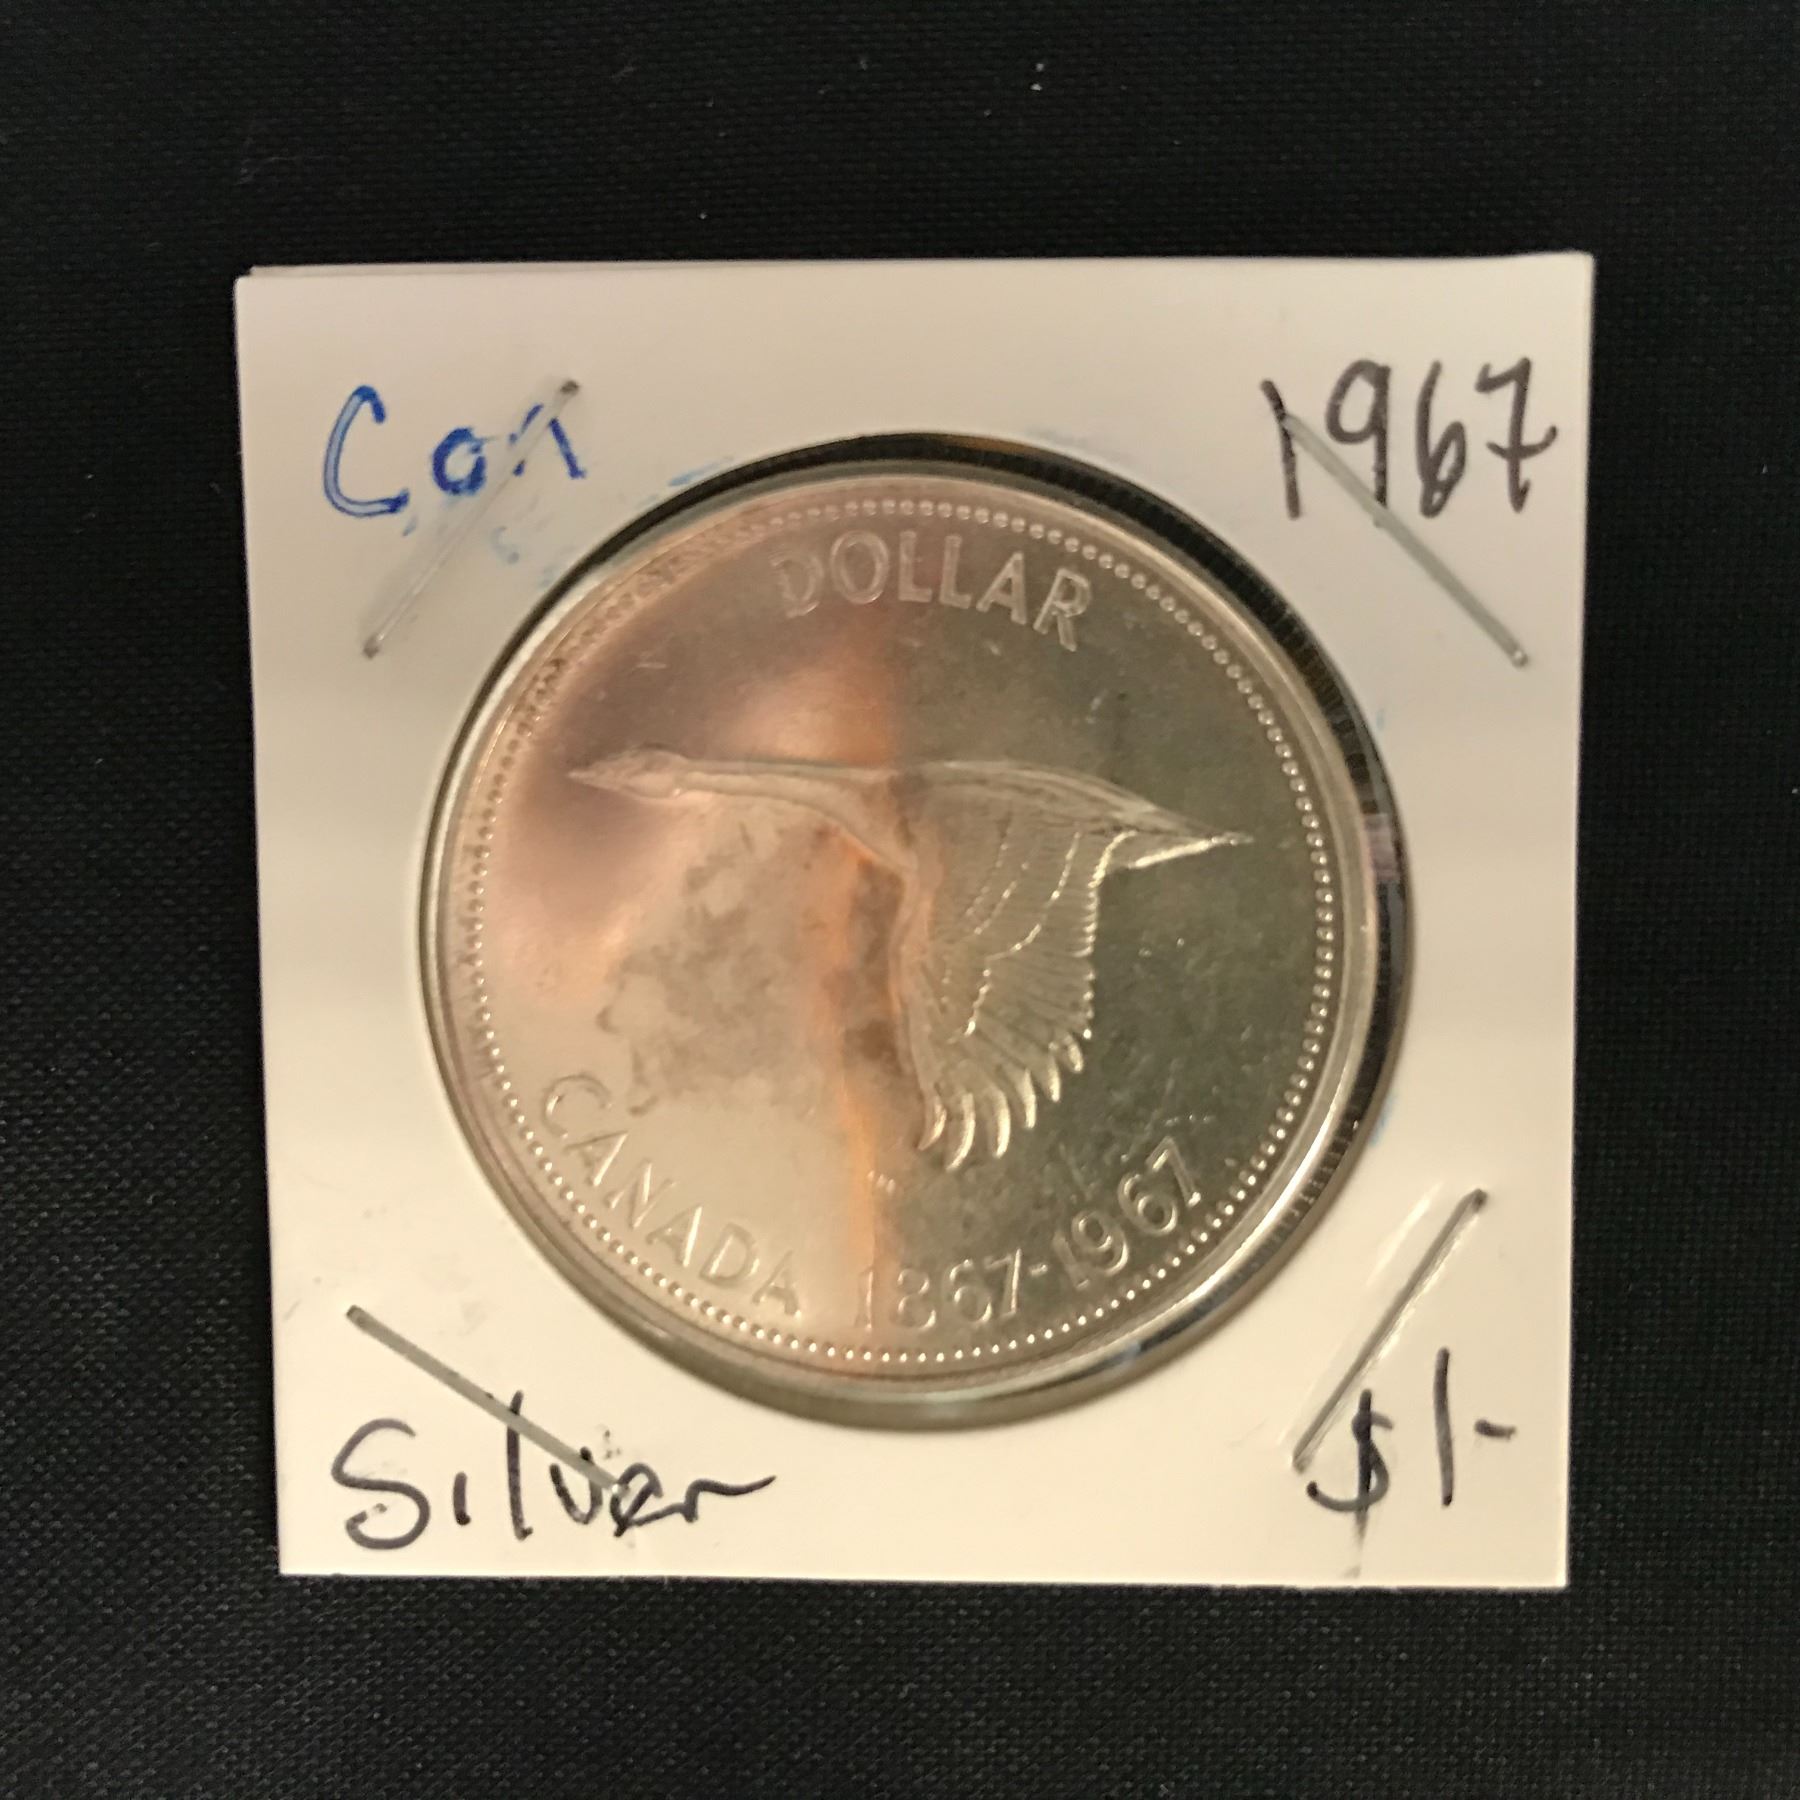 Can
1967
DOLLAR
CANADA 1867-1967
Silver
$1-